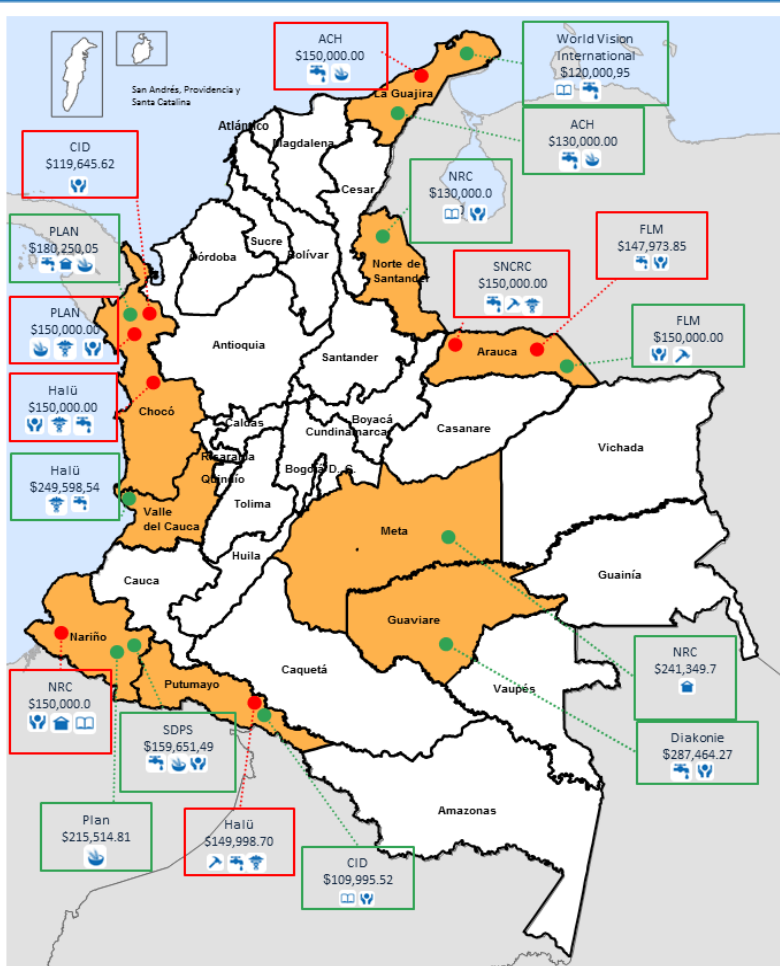 ACH
$150,000.00
World Vision
International
$120,000,95
San Andrés, Providencia y
Santa Catalina
La Guajira
Atlántico
Magdalena
ACH
$130,000.00
CID
$119,645.62
Cesar
NRC
$130,000.0
PLAN
$180,250,05
Sucre
Córdoba
Bolívar
Norte de
Santander
FLM
$147,973.85
SNCRC
$150,000.00
PLAN
$150,000.00
Antioquia
Santander
Arauca
FLM
$150,000.00
Halü
$150,000.00
Chocó
Caldas
Boyacá
Cundinamarca
Casanare
Vichada
Risaralda
Quindío
Bogotá D., C.
Halü
$249,598,54
Valle
del Cauca
Tolima
Meta
Huila
Cauca
Guainía
Nariño
Guaviare
Caquetá
Putumayo
Vaupés
NRC
$241,349.7
NRC
$150,000.0
SDPS
$159,651,49
Diakonie
$287,464.27
Plan
$215,514.81
Halü
$149,998.70
Amazonas
CID
$109,995.52